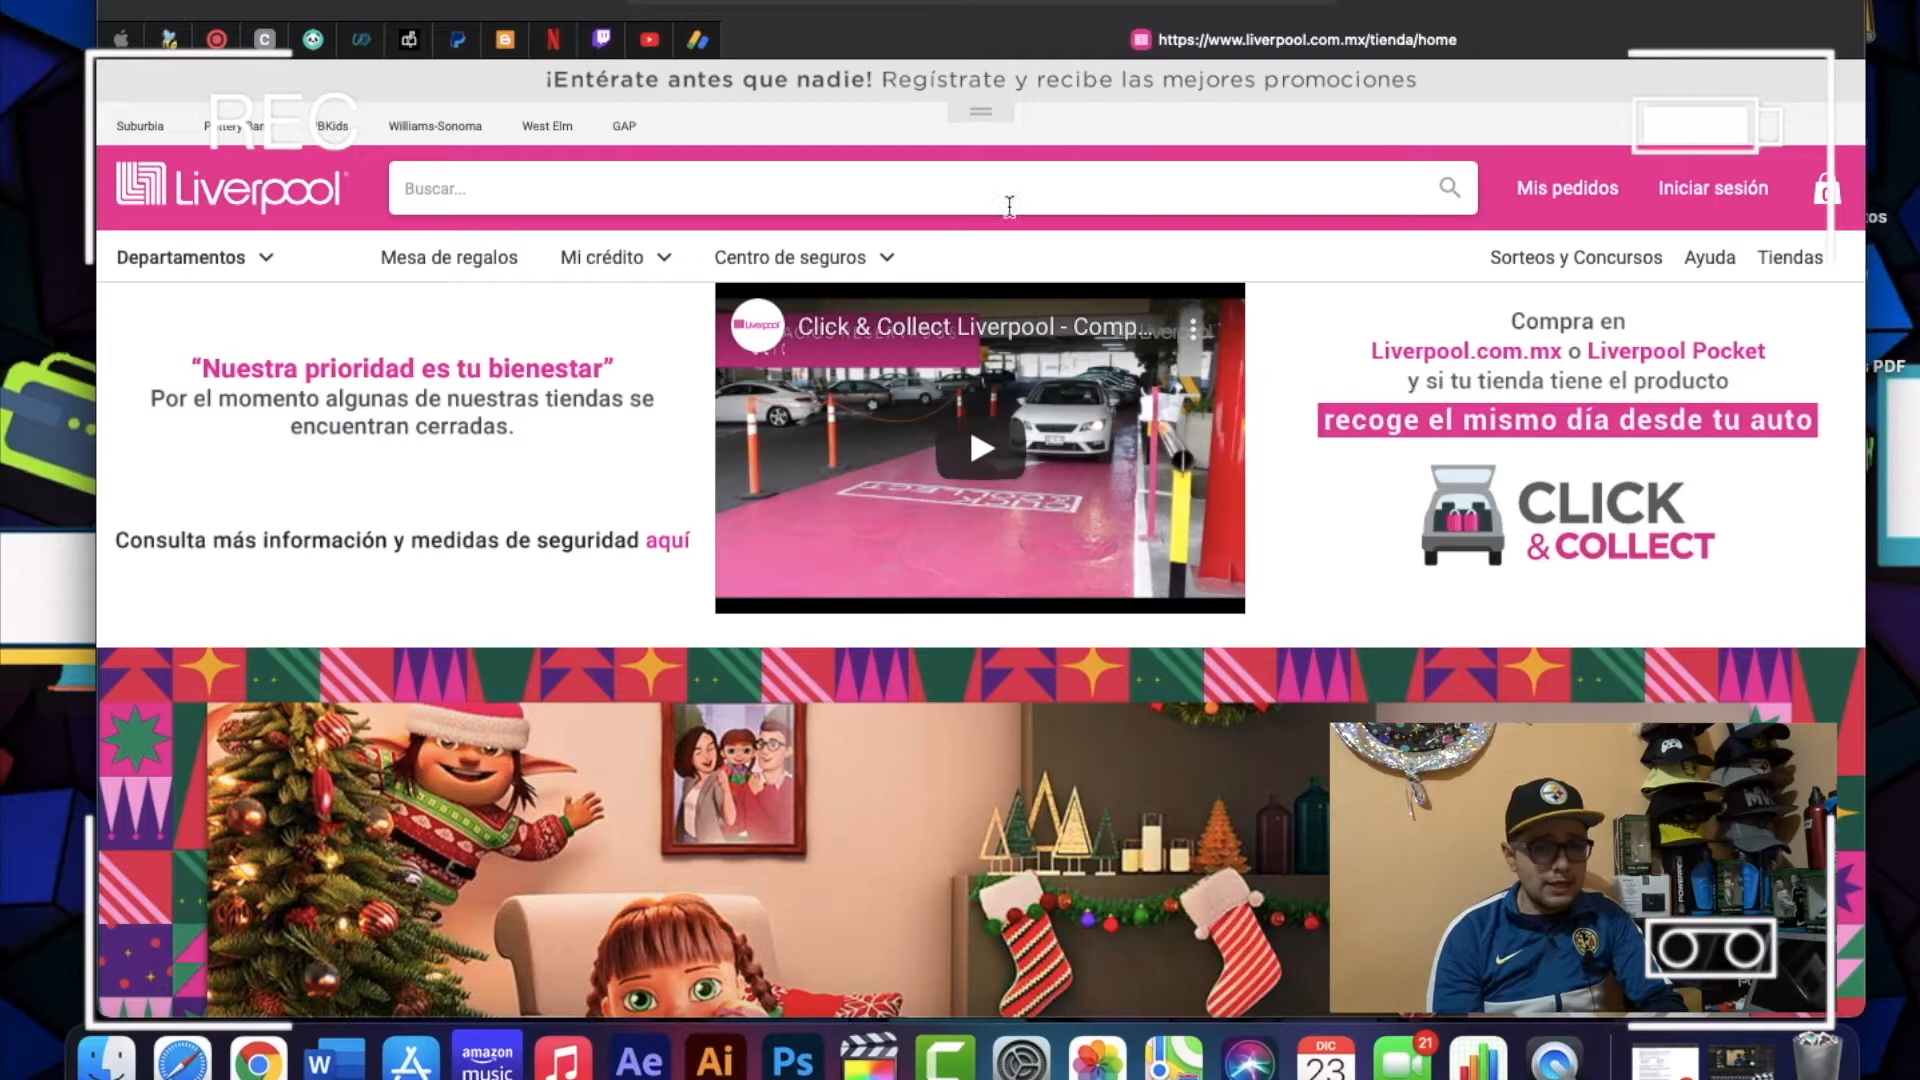 https://www.liverpool.com.mx/tienda/home
¡Entérate antes que nadie! Regístrate y recibe las mejores promociones
REC
Suburbia
PBKids
Williams-Sonoma
West Elm
GAP
Liverpool
Buscar...
Mis pedidos
Iniciar sesión
0
Departamentos
Mesa de regalos
Mi crédito
Centro de seguros
Sorteos y Concursos
Ayuda
Tiendas
“Nuestra prioridad es tu bienestar”
Por el momento algunas de nuestras tiendas se
encuentran cerradas.
Consulta más información y medidas de seguridad aquí
Liverpool
Click & Collect Liverpool - Comp...
CLICK
&COLLECT
Compra en
Liverpool.com.mx o Liverpool Pocket
y si tu tienda tiene el producto
recoge el mismo día desde tu auto
CLICK
& COLLECT
PDF
W
amazon
music
Ae
Ai
Ps
DIC
23
21